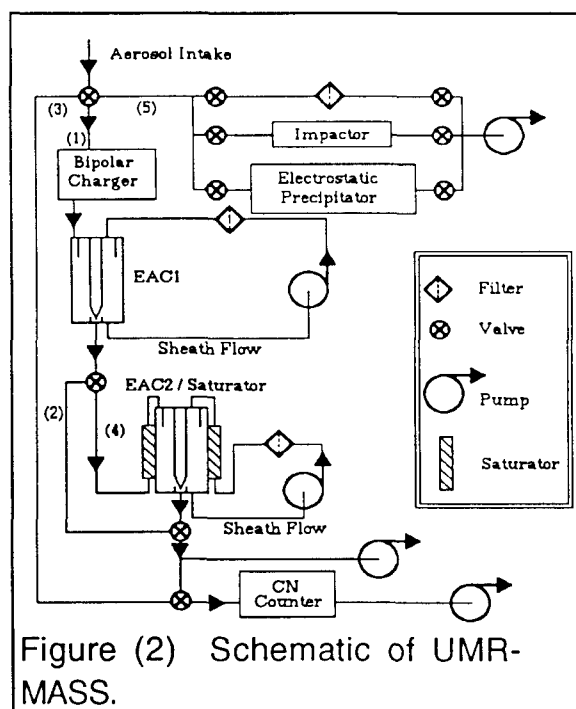 Aerosol Intake
(3)
(5)
(1)
Impactor
Bipolar
Charger
Electrostatic
Precipitator
EAC1
Filter
Valve
Sheath Flow
EAC2 / Saturator
(2)
(4)
Pump
Saturator
Sheath Flow
CN
Counter
Figure (2) Schematic of UMR-
MASS.